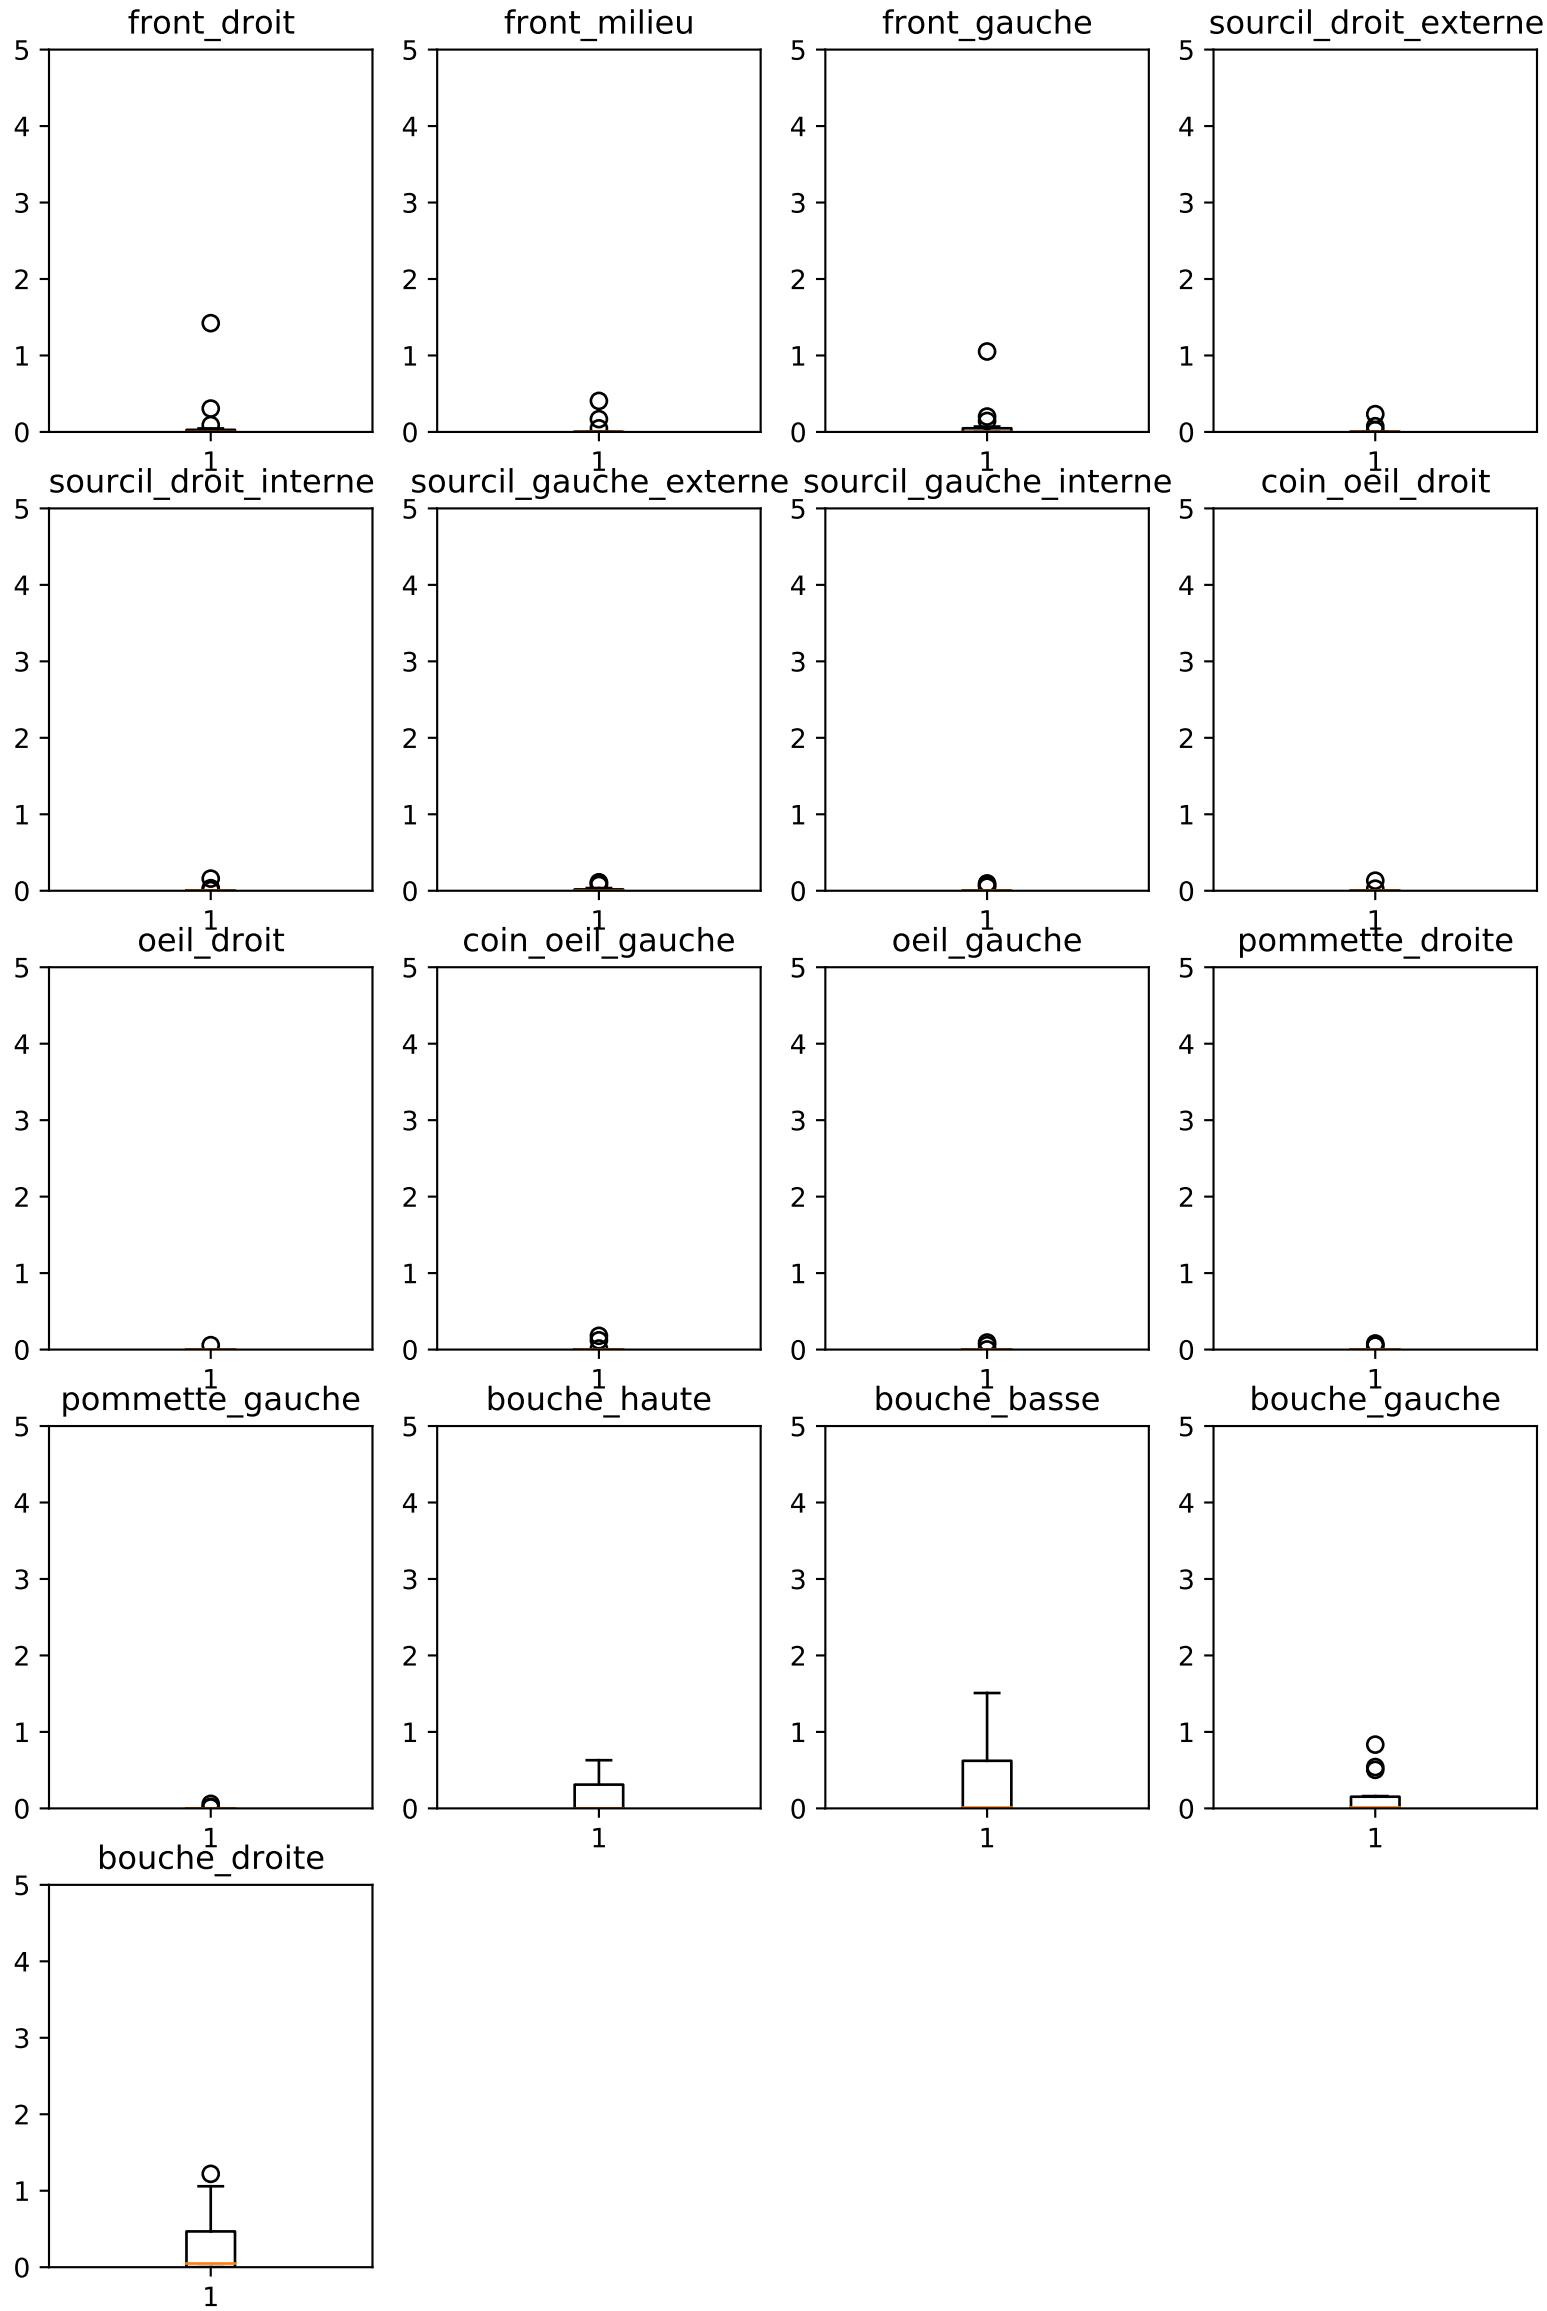 front_droit front_milieu front_gauche sourcil_droit_externe
5 5 5 5
4 4 4 4
3 3 3 3
2 2 2 2
1 1 1 1
0 0 0 0
1 1 1 1
sourcil_droit_interne sourcil_gauche_externe sourcil_gauche_interne coin_oeil_droit
5 5 5 5
4 4 4 4
3 3 3 3
2 2 2 2
1 1 1 1
0 0 0 0
1 1 1 1
oeil_droit coin_oeil_gauche oeil_gauche pommette_droite
5 5 5 5
4 4 4 4
3 3 3 3
2 2 2 2
1 1 1 1
0 0 0 0
1 1 1 1
pommette_gauche bouche_haute bouche_basse bouche_gauche
5 5 5 5
4 4 4 4
3 3 3 3
2 2 2 2
1 1 1 1
0 0 0 0
1 1 1 1
bouche_droite
5
4
3
2
1
0
1